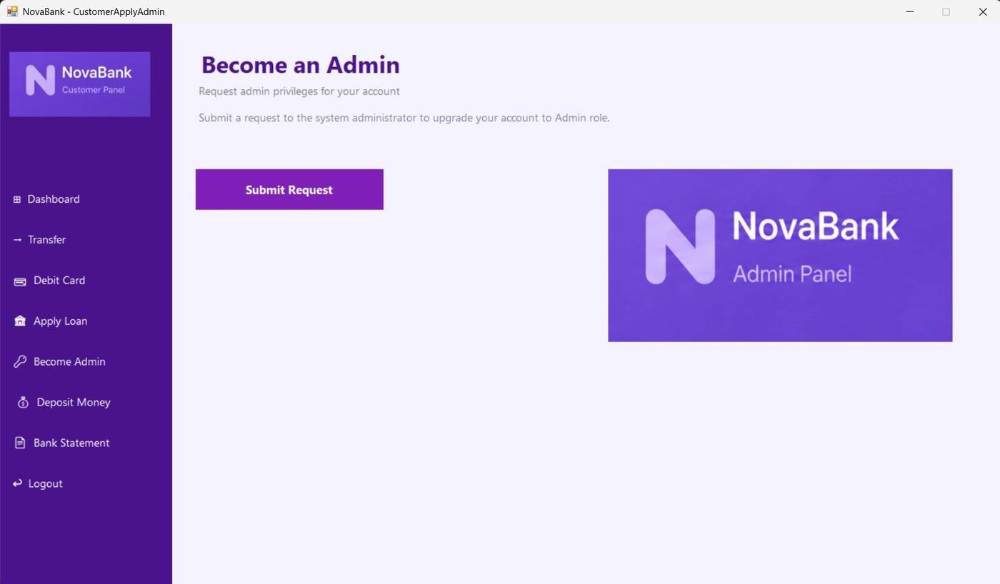 NovaBank - CustomerApplyAdmin
NovaBank
Customer Panel
Dashboard
Transfer
Debit Card
Apply Loan
Become Admin
Deposit Money
Bank Statement
Logout
Become an Admin
Request admin privileges for your account
Submit a request to the system administrator to upgrade your account to Admin role.
Submit Request
NovaBank
Admin Panel